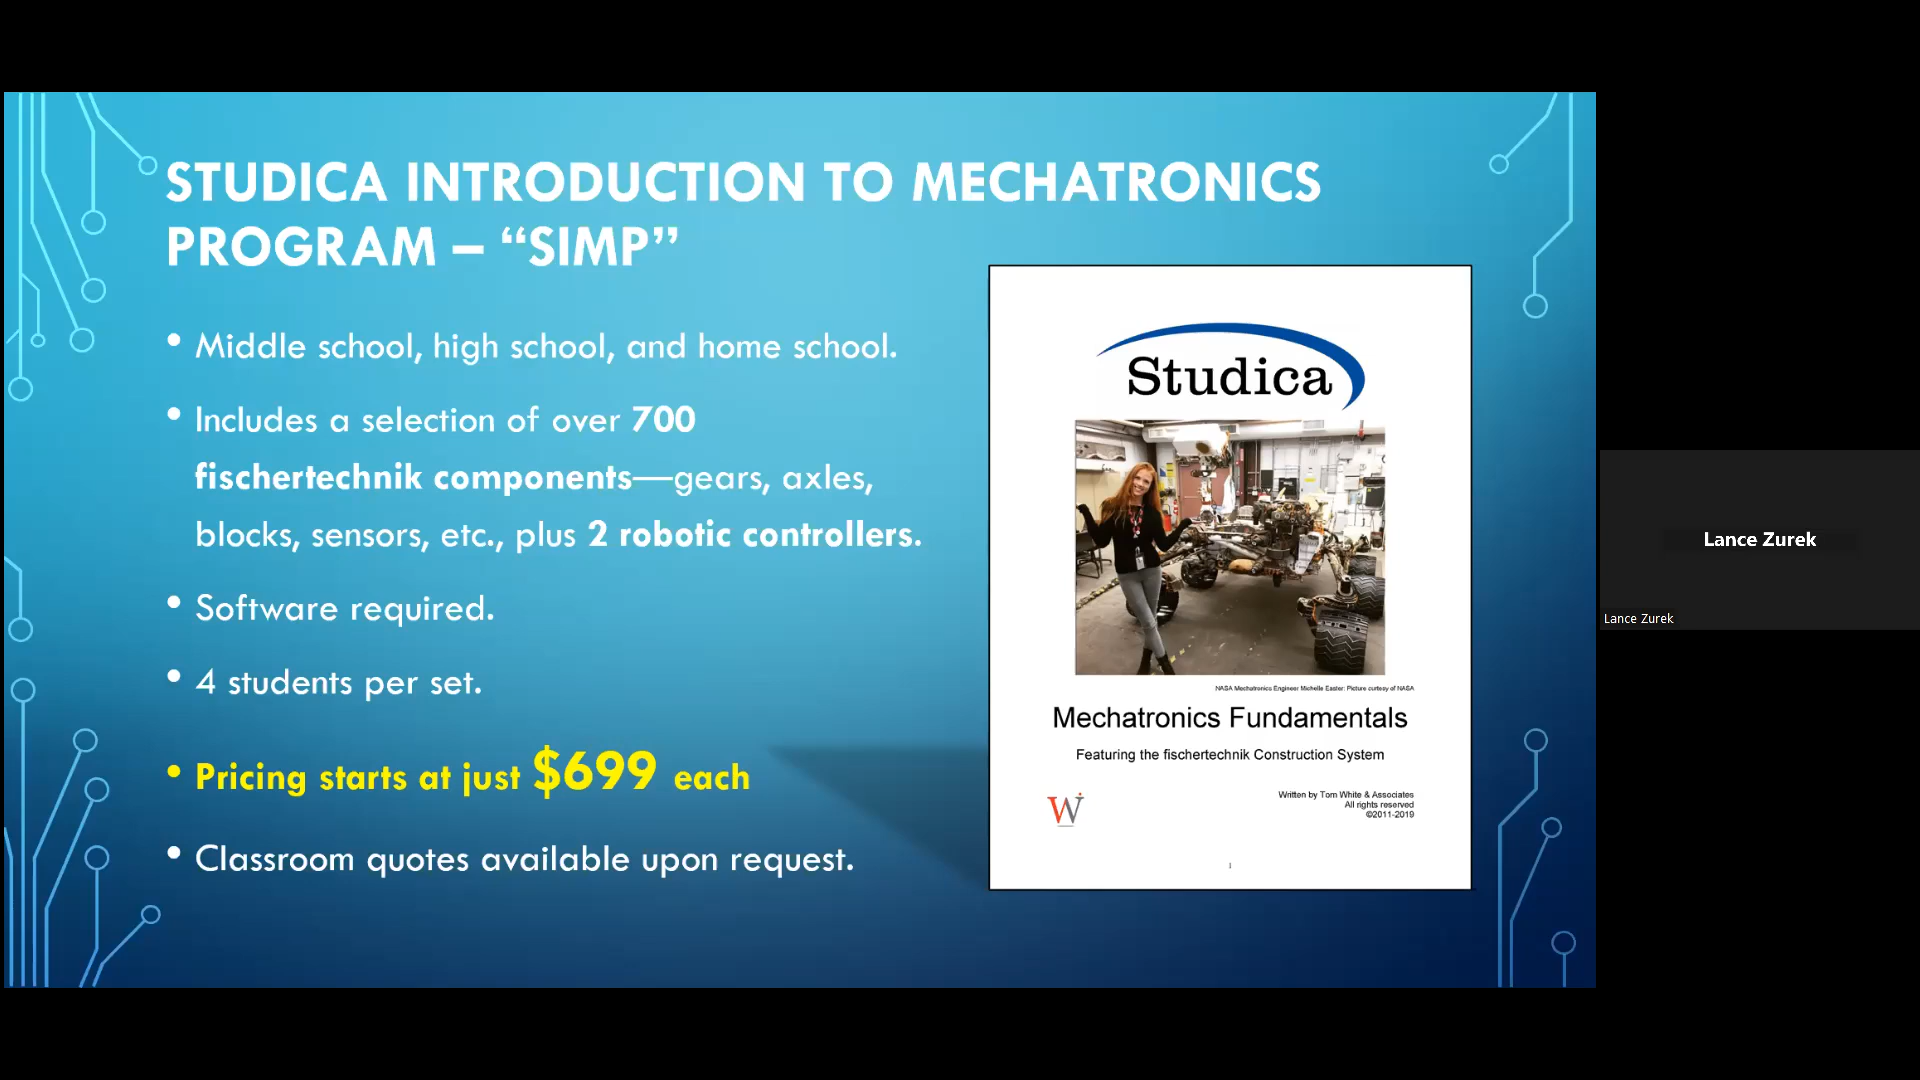 STUDICA INTRODUCTION TO MECHATRONICS
PROGRAM – “SIMP”
• Middle school, high school, and home school.
• Includes a selection of over 700
fischertechnik components—gears, axles,
blocks, sensors, etc., plus 2 robotic controllers.
• Software required.
• 4 students per set.
• Pricing starts at just $699 each
• Classroom quotes available upon request.
Studica
NASA Mechatronics Engineer Michelle Easter: Picture curtesy of NASA
Mechatronics Fundamentals
Featuring the fischertechnik Construction System
W
Written by Tom White & Associates
All rights reserved
©2011-2019
1
Lance Zurek
Lance Zurek